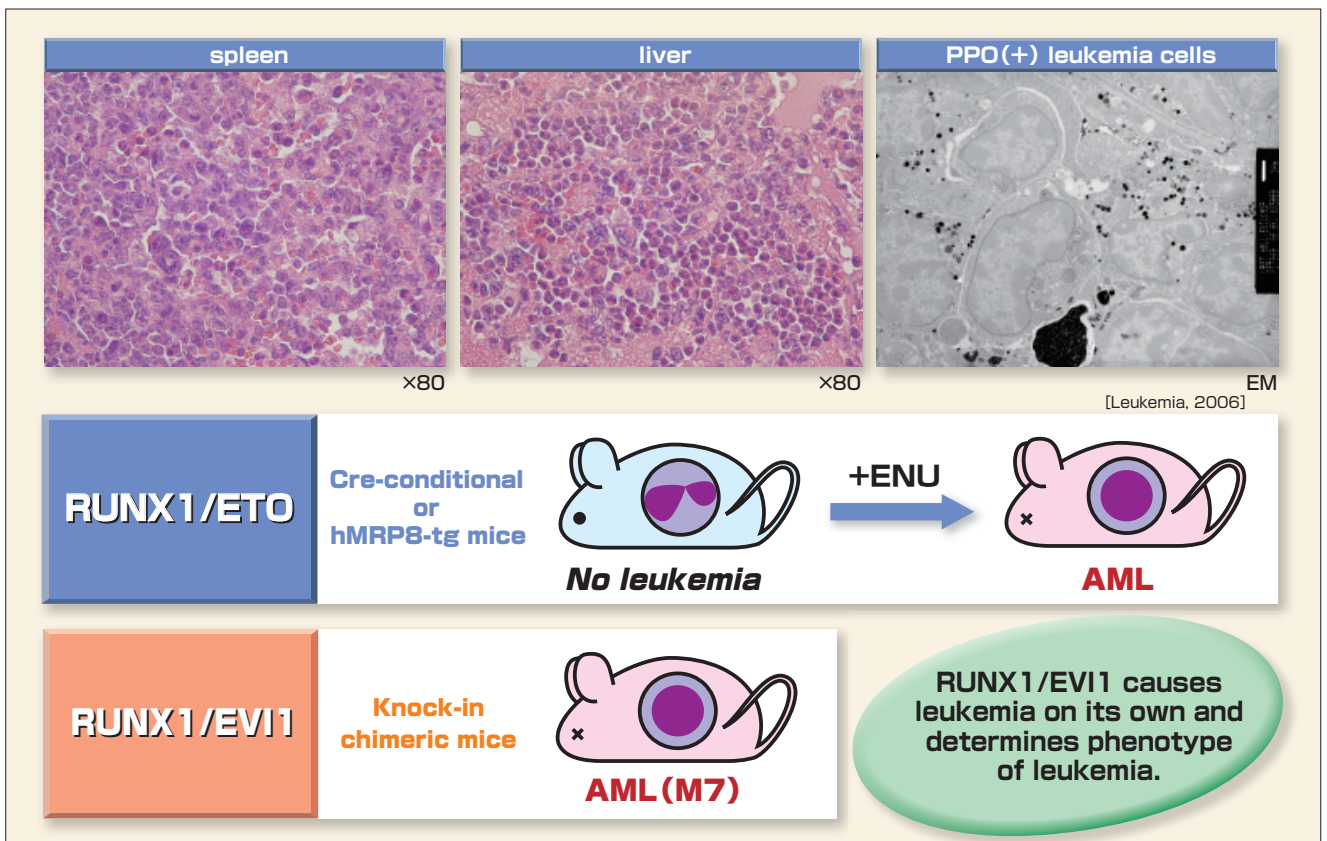 spleen
liver
PPO(+) leukemia cells
×80
×80
EM
[Leukemia, 2006]
RUNX1/ETO
Cre-conditional
or
hMRP8-tg mice
No leukemia
+ENU
AML
RUNX1/EVI1
Knock-in
chimeric mice
AML(M7)
RUNX1/EVI1 causes
leukemia on its own and
determines phenotype
of leukemia.